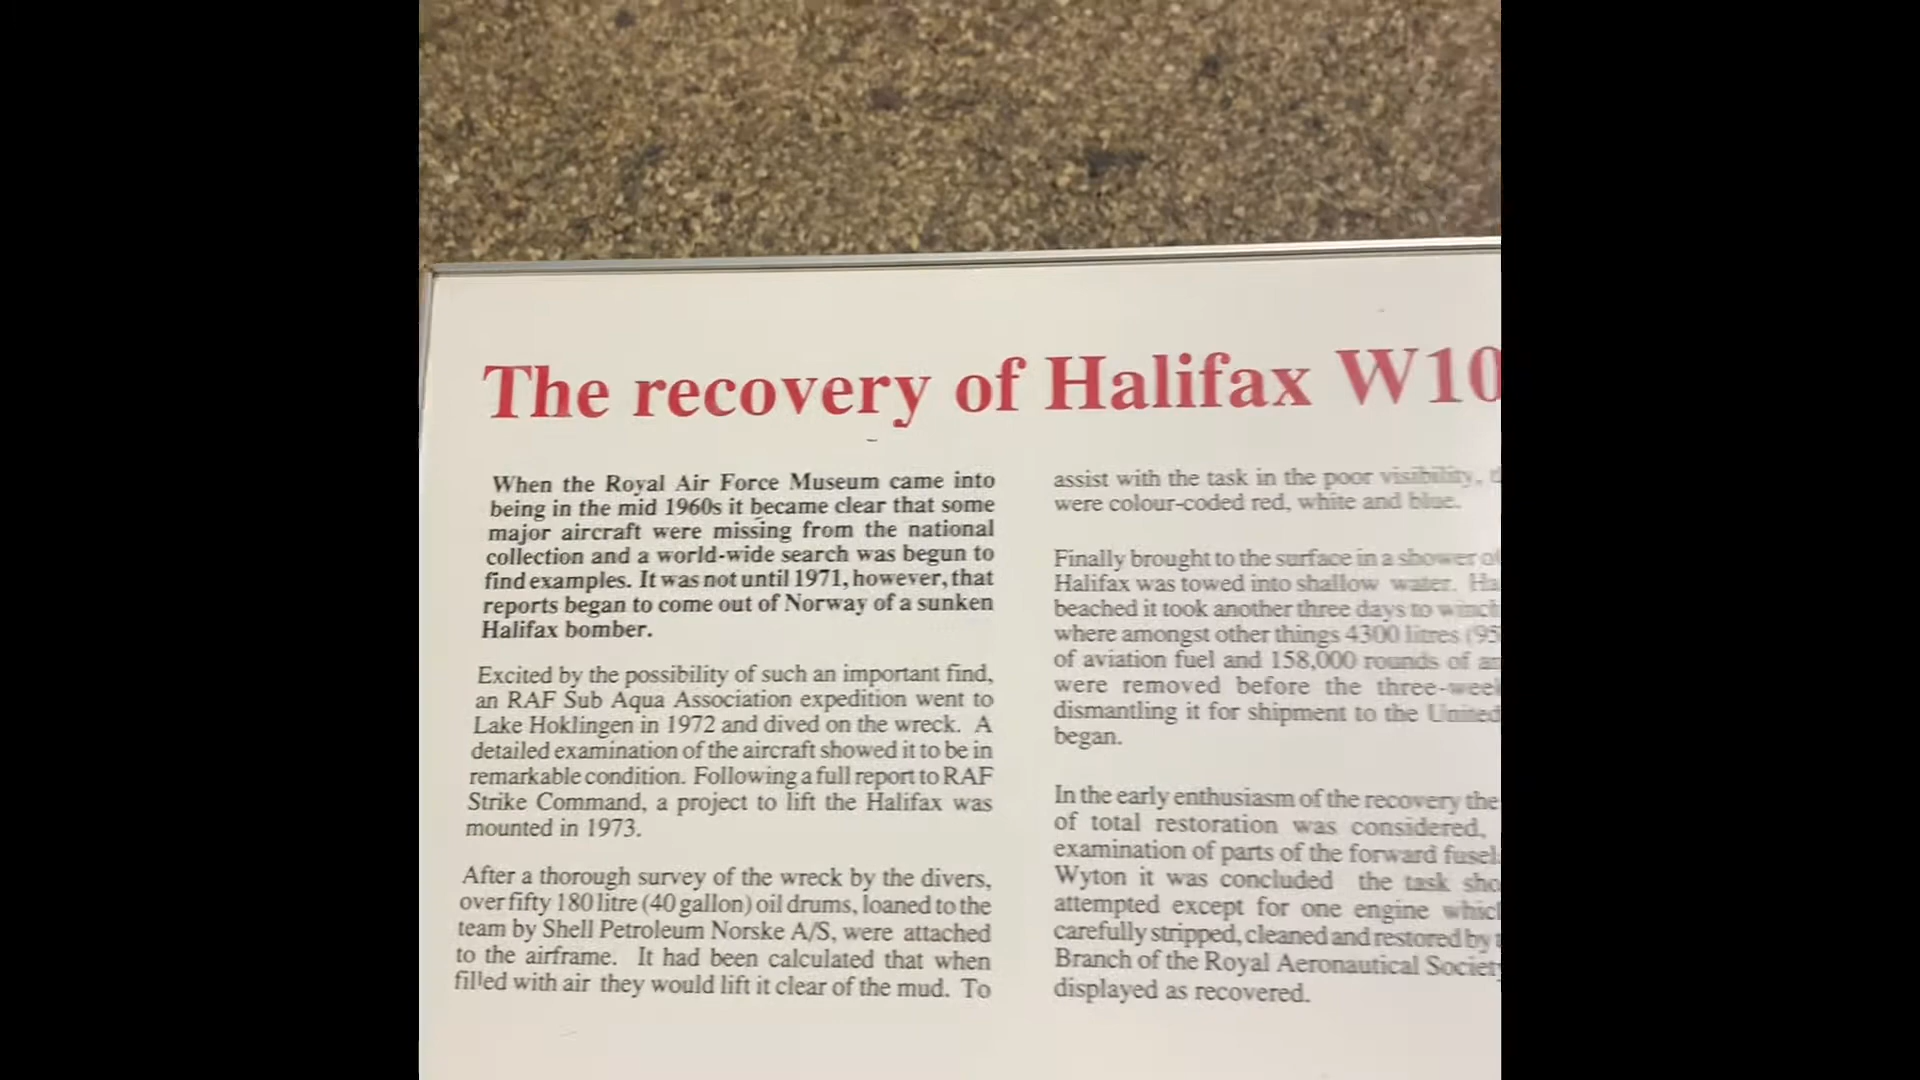 The recovery of Halifax W10
When the Royal Air Force Museum came into
being in the mid 1960s it became clear that some
major aircraft were missing from the national
collection and a world-wide search was begun to
find examples. It was not until 1971, however, that
reports began to come out of Norway of a sunken
Halifax bomber.
Excited by the possibility of such an important find,
an RAF Sub Aqua Association expedition went to
Lake Hoklingen in 1972 and dived on the wreck. A
detailed examination of the aircraft showed it to be in
remarkable condition. Following a full report to RAF
Strike Command, a project to lift the Halifax was
mounted in 1973.
After a thorough survey of the wreck by the divers,
over fifty 180 litre (40 gallon) oil drums, loaned to the
team by Shell Petroleum Norske A/S, were attached
to the airframe. It had been calculated that when
filled with air they would lift it clear of the mud. To
assist with the task in the poor visibility,
were colour-coded red, white and blue.
Finally brought to the surface in a shower of
Halifax was towed into shallow water.
beached it took another three days to winch
where amongst other things 4300 litres (95
of aviation fuel and 158,000 rounds of
were removed before the three-week
dismantling it for shipment to the United
began.
In the early enthusiasm of the recovery the
of total restoration was considered,
examination of parts of the forward
Wyton it was concluded the task
attempted except for one engine
carefully stripped, cleaned and restored by
Branch of the Royal Aeronautical
displayed as recovered.